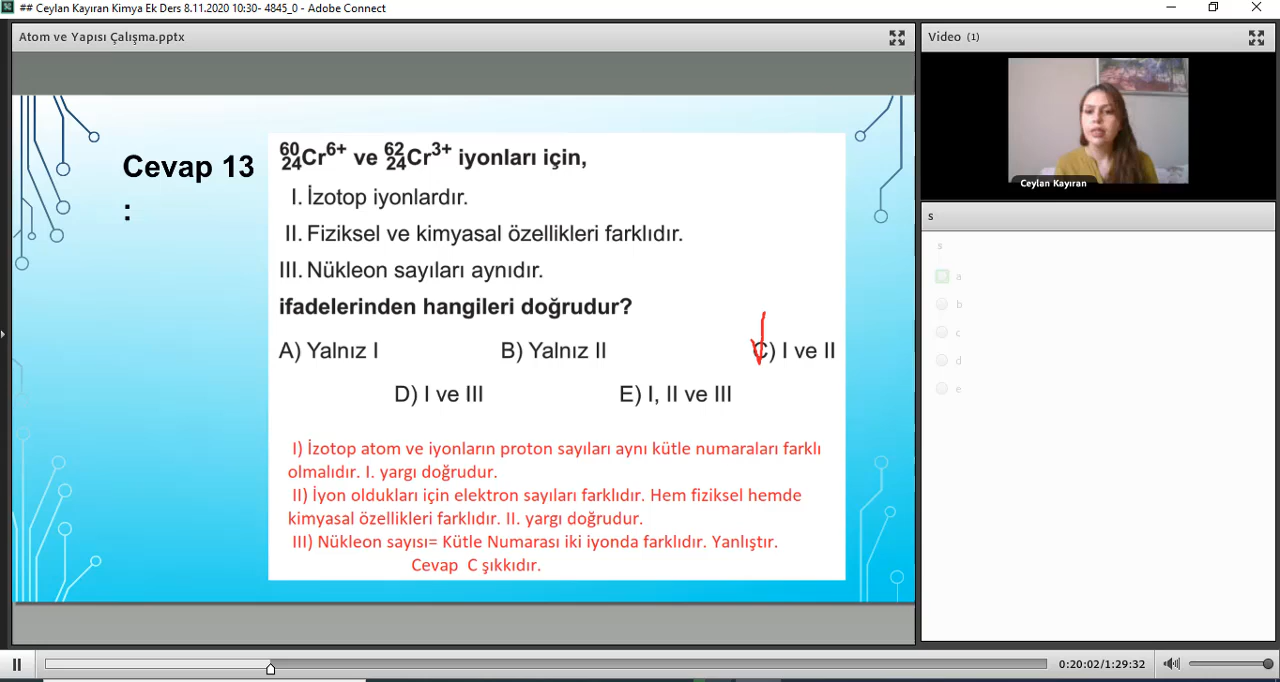 ## Ceylan Kayıran Kimya Ek Ders 8.11.2020 10:30- 4845_0 - Adobe Connect
Atom ve Yapısı Çalışma.pptx
Video (1)
Ceylan Kayıran
Cevap 13
:
⁶⁰₂₄Cr⁶⁺ ve ⁶²₂₄Cr³⁺ iyonları için,
I. İzotop iyonlardır.
II. Fiziksel ve kimyasal özellikleri farklıdır.
III. Nükleon sayıları aynıdır.
ifadelerinden hangileri doğrudur?
A) Yalnız I B) Yalnız II C) I ve II
D) I ve III E) I, II ve III
I) İzotop atom ve iyonların proton sayıları aynı kütle numaraları farklı
olmalıdır. I. yargı doğrudur.
II) İyon oldukları için elektron sayıları farklıdır. Hem fiziksel hemde
kimyasal özellikleri farklıdır. II. yargı doğrudur.
III) Nükleon sayısı= Kütle Numarası iki iyonda farklıdır. Yanlıştır.
Cevap C şıkkıdır.
s
s
a
b
c
d
e
0:20:02/1:29:32